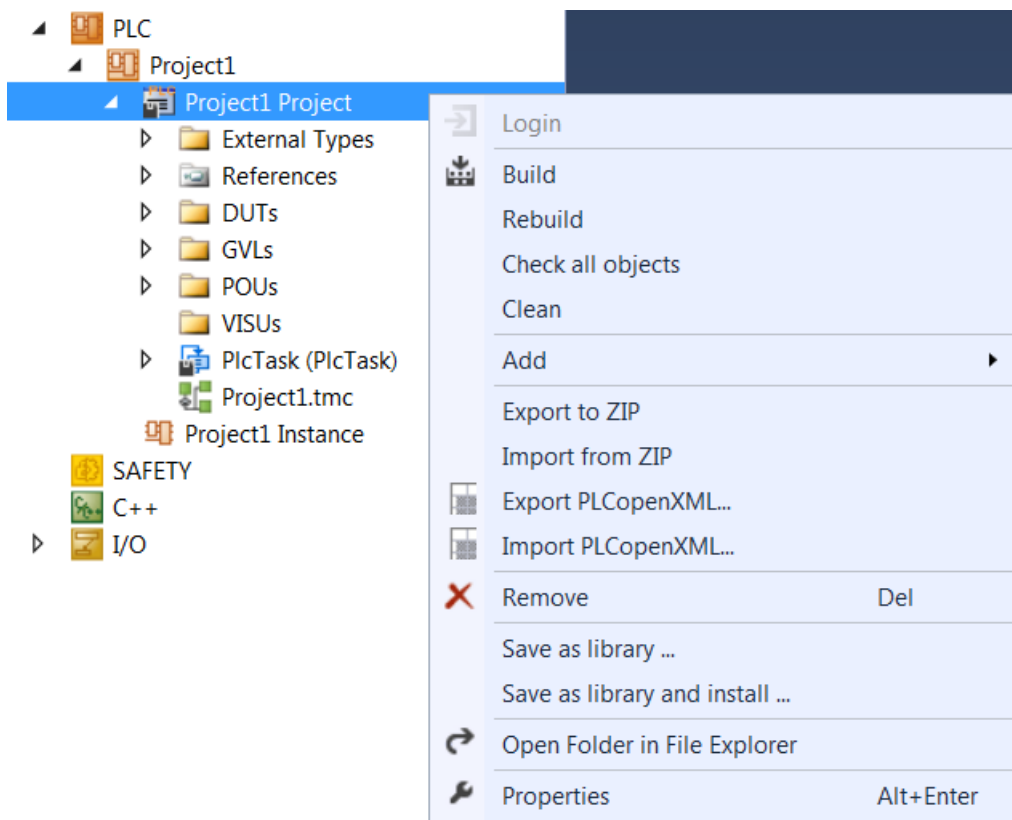 PLC
Project1
Project1 Project
External Types
References
DUTs
GVLs
POUs
VISUs
PlcTask (PlcTask)
Project1.tmc
Project1 Instance
SAFETY
C++
I/O
Login
Build
Rebuild
Check all objects
Clean
Add
Export to ZIP
Import from ZIP
Export PLCopenXML...
Import PLCopenXML...
Remove Del
Save as library ...
Save as library and install ...
Open Folder in File Explorer
Properties Alt+Enter